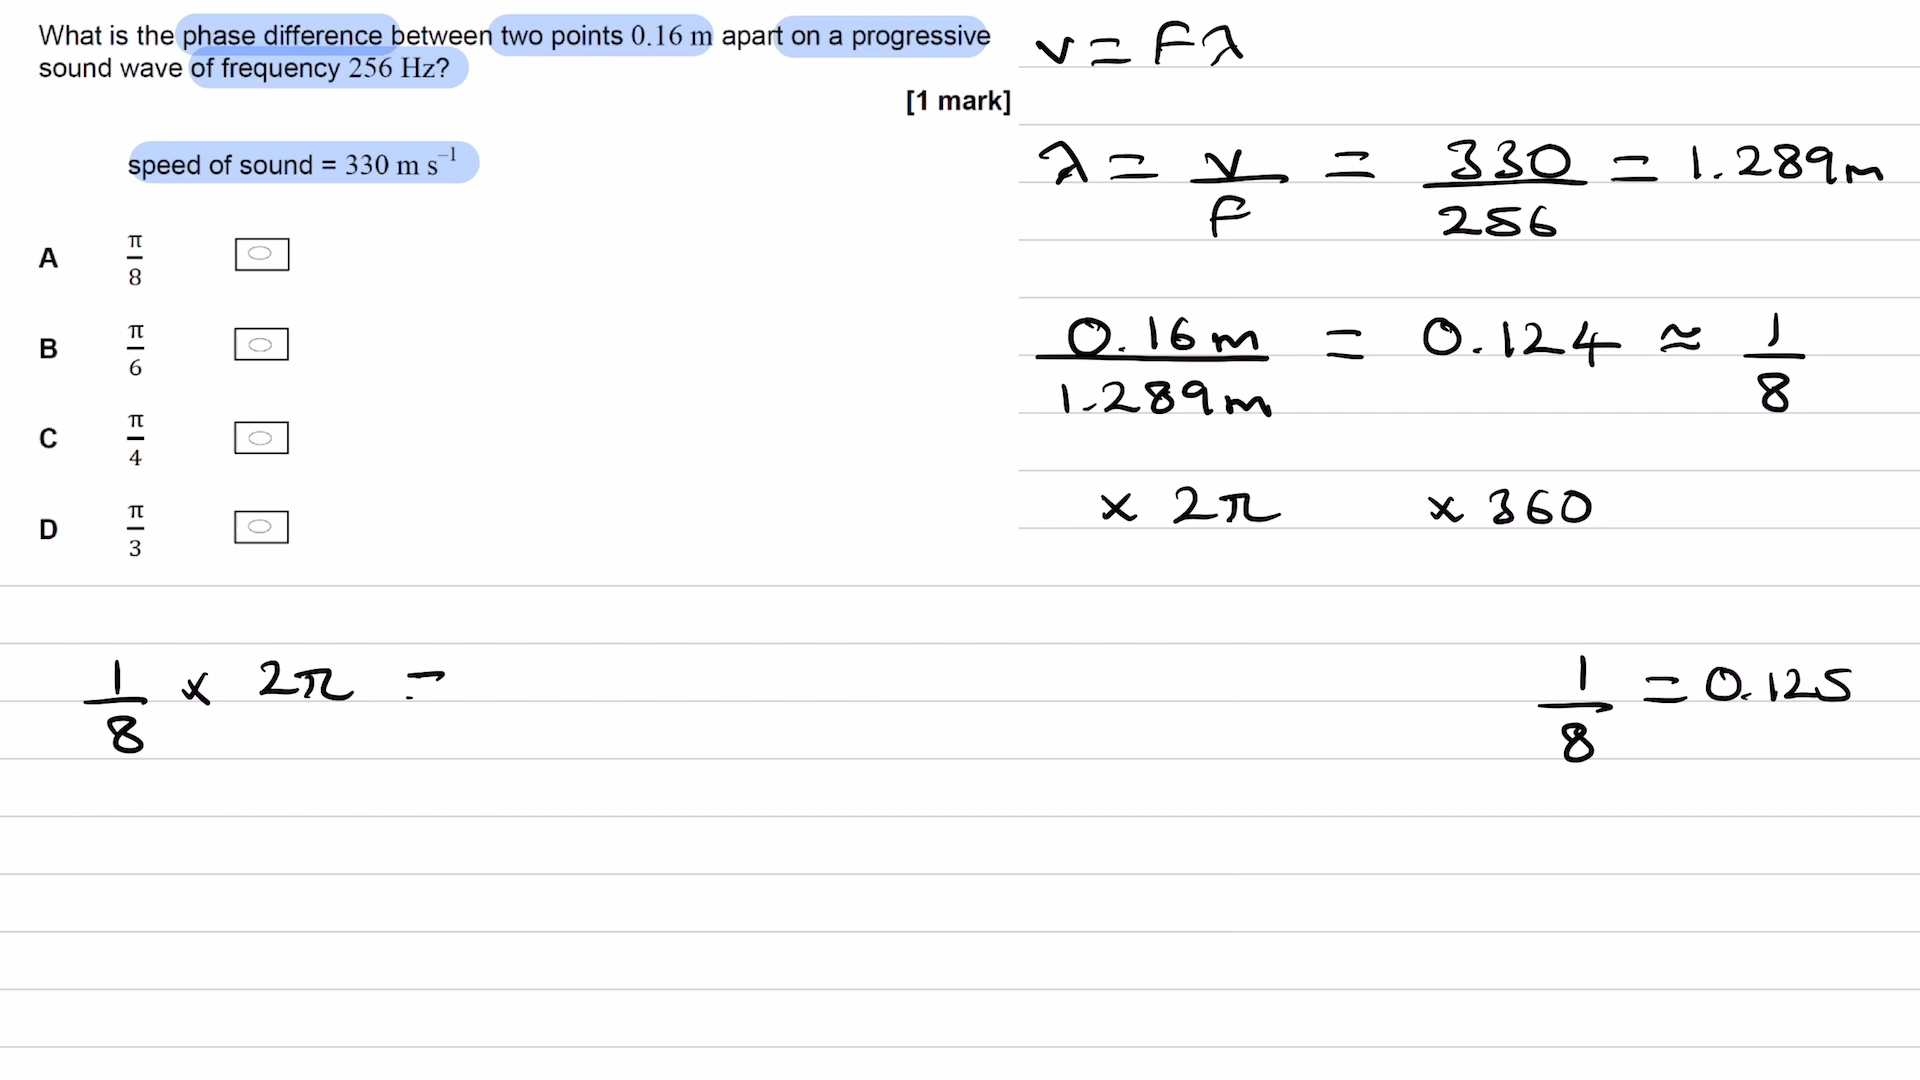 What is the phase difference between two points 0.16 m apart on a progressive
sound wave of frequency 256 Hz?
[1 mark]
speed of sound = 330 m s⁻¹
A π/8
B π/6
C π/4
D π/3
v = Fλ
λ = v/F = 330/256 = 1.289m
0.16m/1.289m = 0.124 ≈ 1/8
× 2π × 360
1/8 × 2π =
1/8 = 0.125